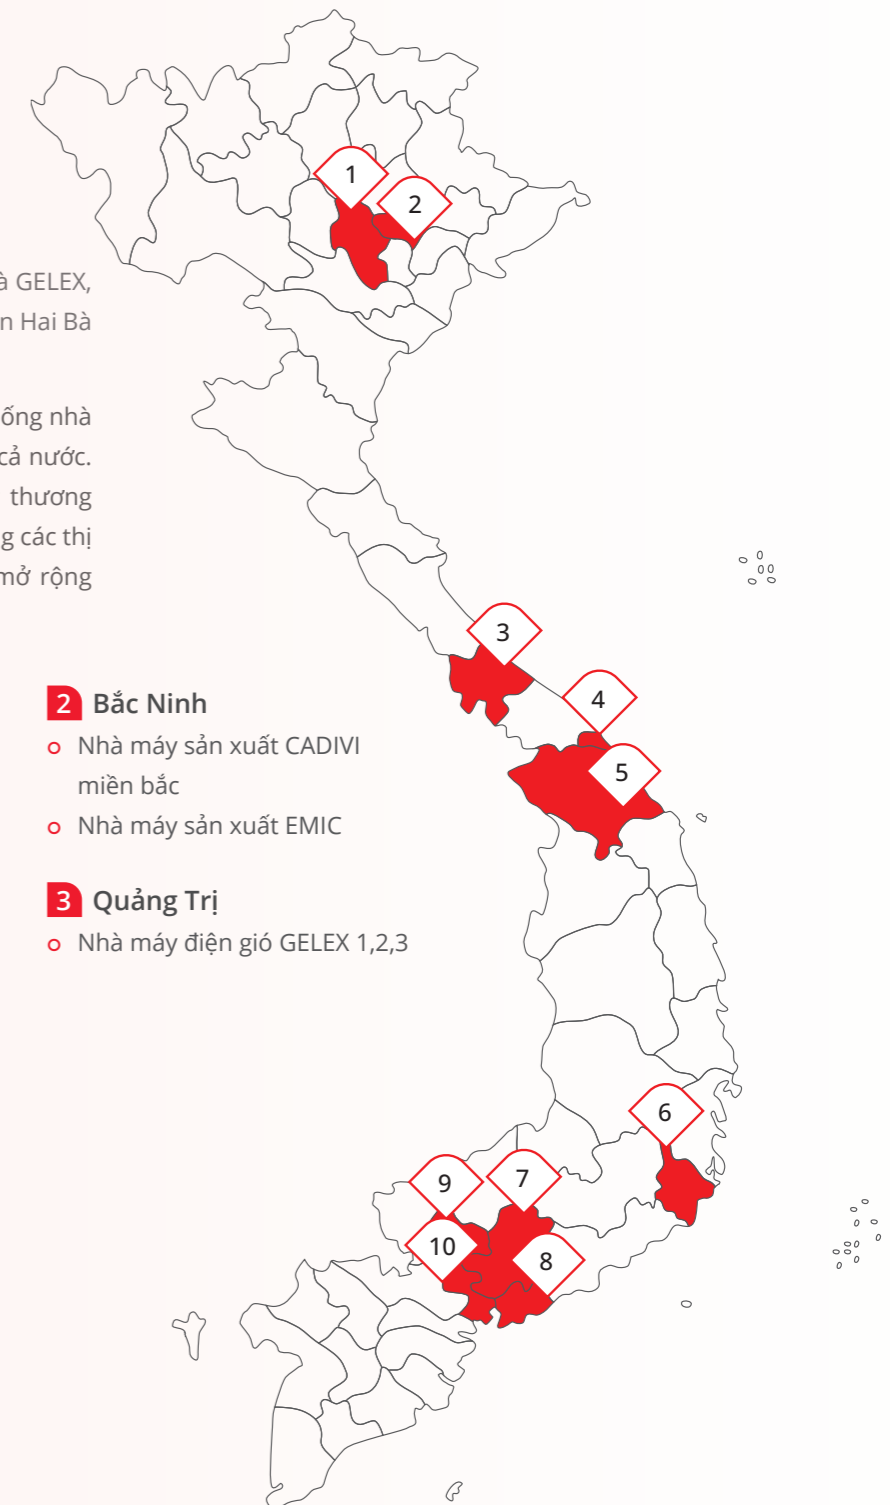 à GELEX,
n Hai Bà
ống nhà
cả nước.
thương
g các thị
mở rộng
2 Bắc Ninh
Nhà máy sản xuất CADIVI
miền bắc
Nhà máy sản xuất EMIC
3 Quảng Trị
Nhà máy điện gió GELEX 1,2,3
1
2
3
4
5
6
7
9
10
8